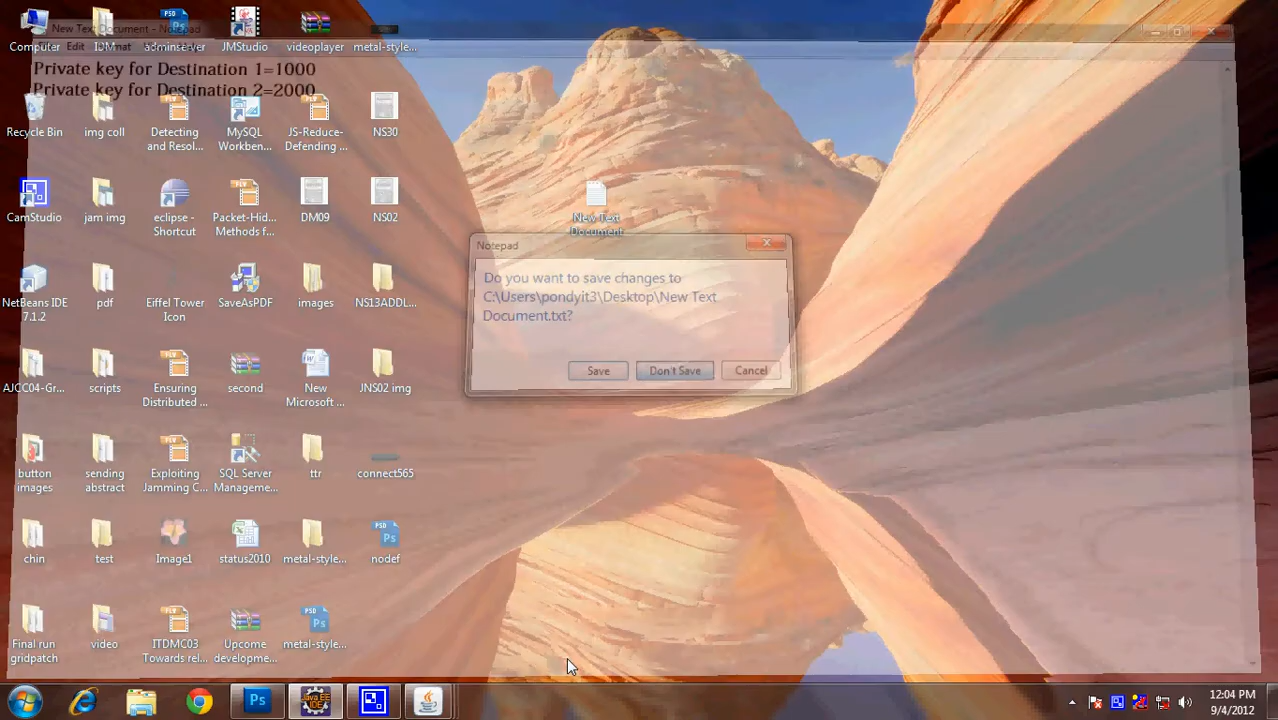 New Text Document - Notepad
Edit Format
Private key for Destination 1=1000
Private key for Destination 2=2000
Computer
IDM
adminserver
JMStudio
videoplayer
metal-style...
Recycle Bin
img coll
Detecting
and Resol...
MySQL
Workben...
JS-Reduce-
Defending ...
NS30
CamStudio
jam img
eclipse -
Shortcut
Packet-Hid...
Methods f...
DM09
NS02
New Text
Document
NetBeans IDE
7.1.2
pdf
Eiffel Tower
Icon
SaveAsPDF
images
NS13ADDL...
Notepad
Do you want to save changes to
C:\Users\pondyit3\Desktop\New Text
Document.txt?
Save
Don't Save
Cancel
AJCC04-Gr...
scripts
Ensuring
Distributed ...
second
New
Microsoft ...
JNS02 img
button
images
sending
abstract
Exploiting
Jamming C...
SQL Server
Manageme...
ttr
connect565
chin
test
Image1
status2010
metal-style...
nodef
Final run
gridpatch
video
ITDMC03
Towards rel...
Upcome
developme...
metal-style...
12:04 PM
9/4/2012